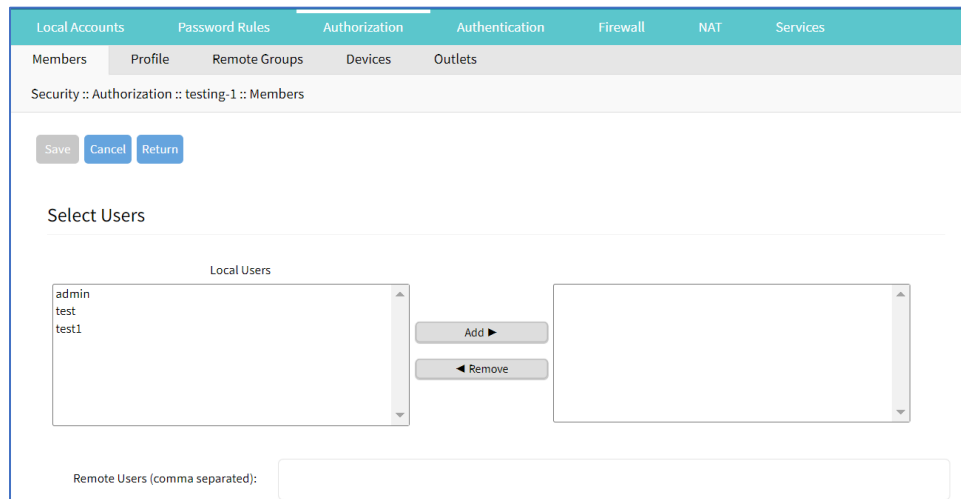 Local Accounts Password Rules Authorization Authentication Firewall NAT Services
Members Profile Remote Groups Devices Outlets
Security :: Authorization :: testing-1 :: Members
Save Cancel Return
Select Users
Local Users
admin
test
test1
Add ►
◄ Remove
Remote Users (comma separated):